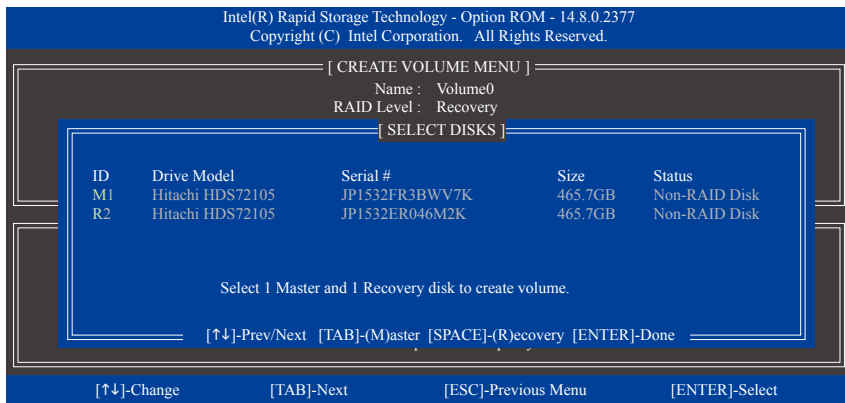 Intel(R) Rapid Storage Technology - Option ROM - 14.8.0.2377
Copyright (C) Intel Corporation. All Rights Reserved.
[ CREATE VOLUME MENU ]
Name : Volume0
RAID Level : Recovery
[ SELECT DISKS ]
ID Drive Model Serial # Size Status
M1 Hitachi HDS72105 JP1532FR3BWV7K 465.7GB Non-RAID Disk
R2 Hitachi HDS72105 JP1532ER046M2K 465.7GB Non-RAID Disk
Select 1 Master and 1 Recovery disk to create volume.
[↑↓]-Prev/Next [TAB]-(M)aster [SPACE]-(R)ecovery [ENTER]-Done
[↑↓]-Change [TAB]-Next [ESC]-Previous Menu [ENTER]-Select